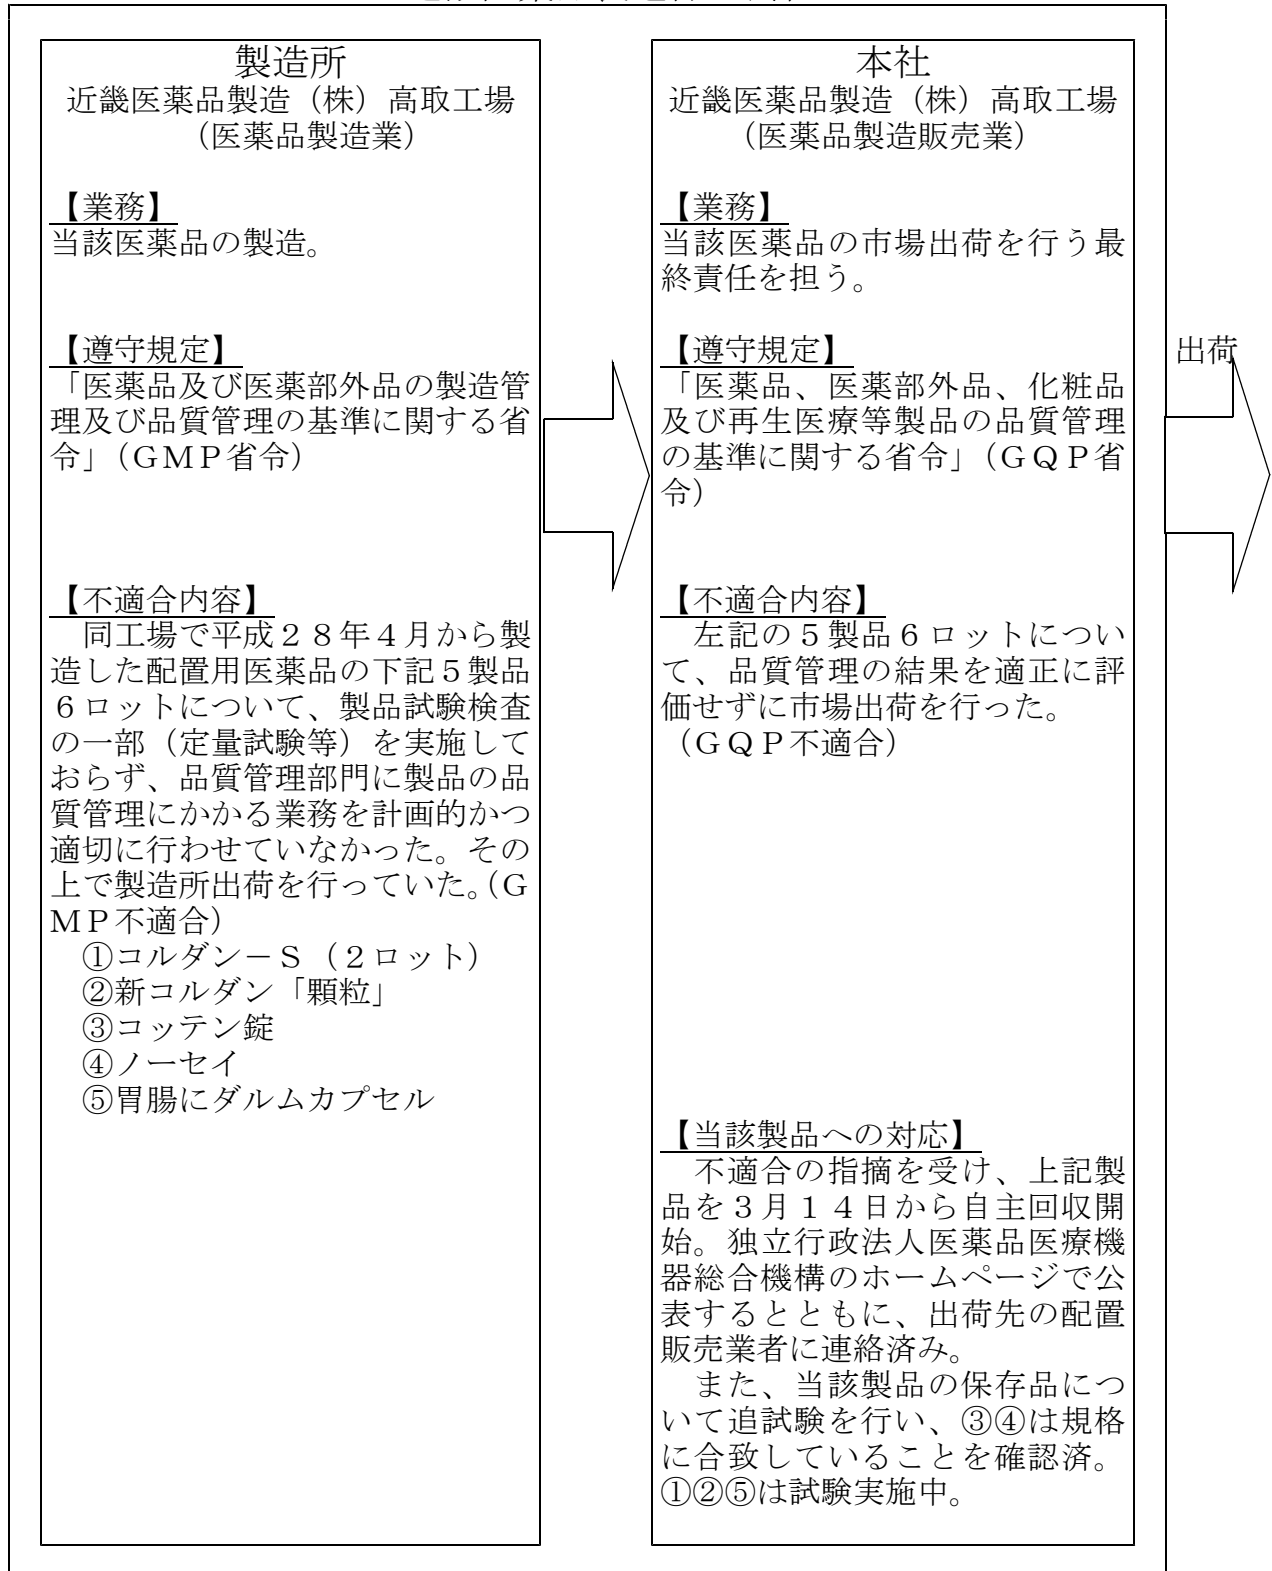 製造所
近畿医薬品製造（株）高取工場
（医薬品製造業）
【業務】
当該医薬品の製造。
【遵守規定】
「医薬品及び医薬部外品の製造管
理及び品質管理の基準に関する省
令」（ＧＭＰ省令）
【不適合内容】
　同工場で平成２８年４月から製
造した配置用医薬品の下記５製品
６ロットについて、製品試験検査
の一部（定量試験等）を実施して
おらず、品質管理部門に製品の品
質管理にかかる業務を計画的かつ
適切に行わせていなかった。その
上で製造所出荷を行っていた。（Ｇ
ＭＰ不適合）
①コルダン－Ｓ（２ロット）
②新コルダン「顆粒」
③コッテン錠
④ノーセイ
⑤胃腸にダルムカプセル
本社
近畿医薬品製造（株）高取工場
（医薬品製造販売業）
【業務】
当該医薬品の市場出荷を行う最
終責任を担う。
【遵守規定】
「医薬品、医薬部外品、化粧品
及び再生医療等製品の品質管理
の基準に関する省令」（ＧＱＰ省
令）
【不適合内容】
　左記の５製品６ロットについ
て、品質管理の結果を適正に評
価せずに市場出荷を行った。
（ＧＱＰ不適合）
【当該製品への対応】
　不適合の指摘を受け、上記製
品を３月１４日から自主回収開
始。独立行政法人医薬品医療機
器総合機構のホームページで公
表するとともに、出荷先の配置
販売業者に連絡済み。
　また、当該製品の保存品につ
いて追試験を行い、③④は規格
に合致していることを確認済。
①②⑤は試験実施中。
出荷